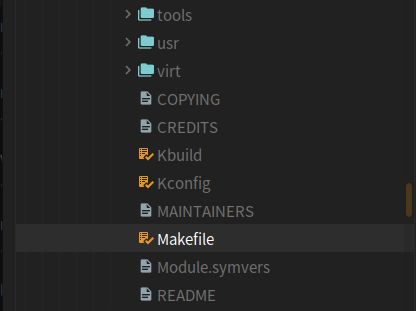 tools
usr
virt
COPYING
CREDITS
Kbuild
Kconfig
MAINTAINERS
Makefile
Module.symvers
README